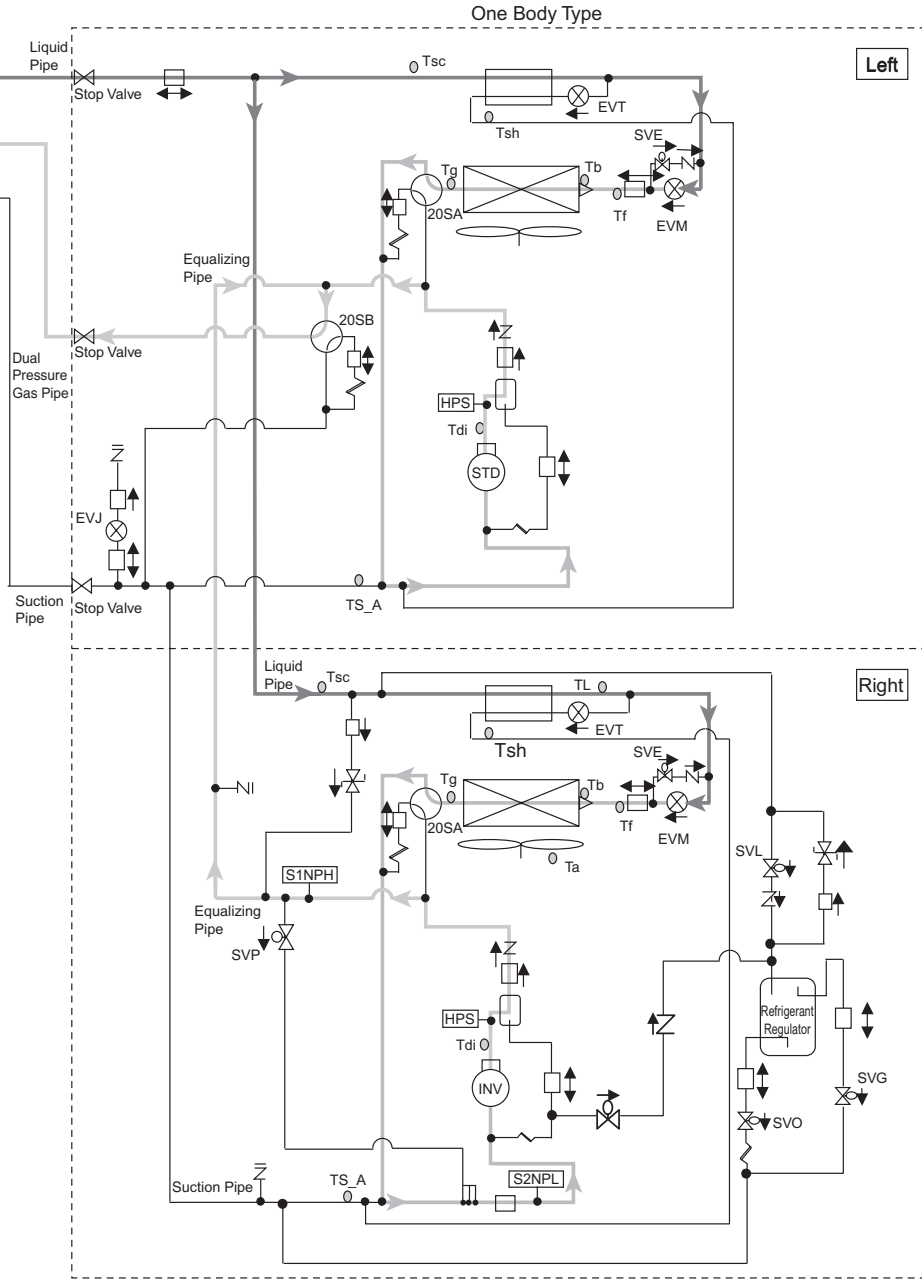 One Body Type
Liquid
Pipe
Stop Valve
Tsc
Left
EVT
Tsh
SVE
Tg
Tb
20SA
Tf
EVM
Equalizing
Pipe
20SB
Stop Valve
Dual
Pressure
Gas Pipe
HPS
Tdi
STD
EVJ
Suction
Pipe
Stop Valve
TS_A
Liquid
Pipe
Tsc
TL
Right
EVT
Tsh
SVE
Tg
Tb
20SA
Tf
EVM
Ta
SVL
S1NPH
Equalizing
Pipe
SVP
HPS
Tdi
INV
Refrigerant
Regulator
SVG
SVO
Suction Pipe
TS_A
S2NPL